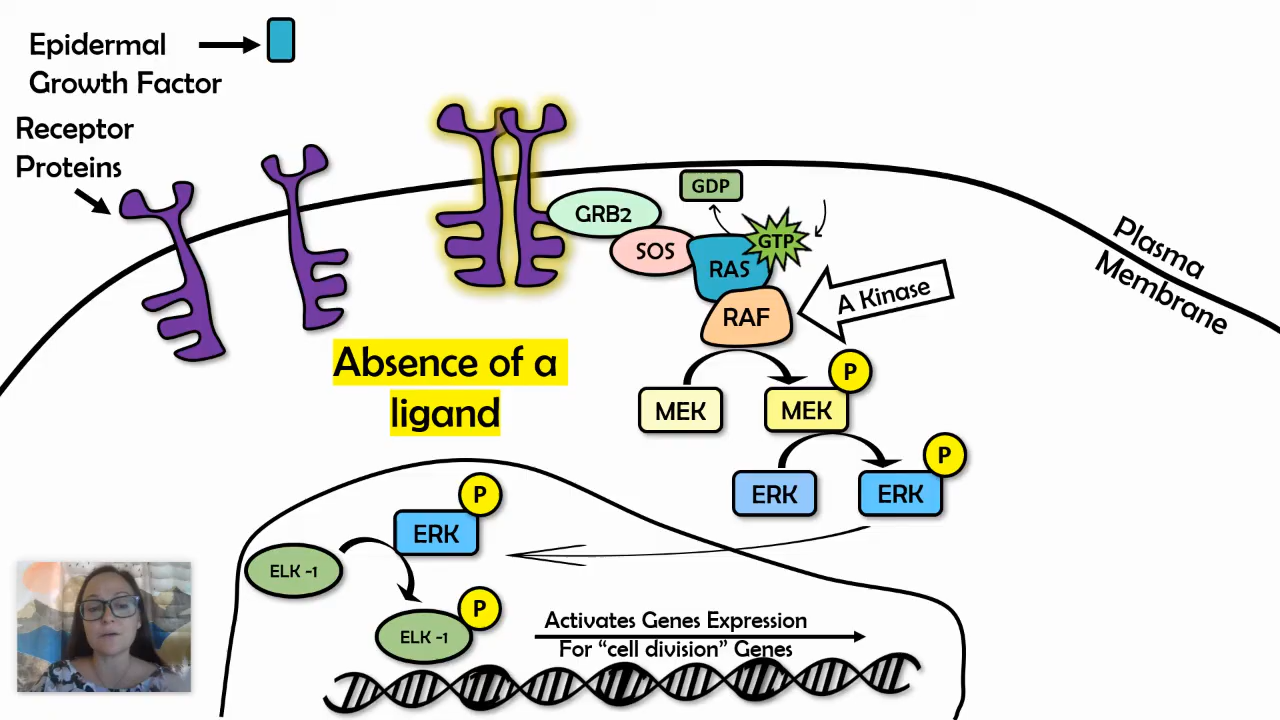 Epidermal
Growth Factor
Receptor
Proteins
GRB2
SOS
GDP
GTP
RAS
RAF
A Kinase
Plasma
Membrane
Absence of a
ligand
MEK
MEK
P
ERK
ERK
P
ERK
P
ELK -1
ELK -1
P
Activates Genes Expression
For “cell division” Genes